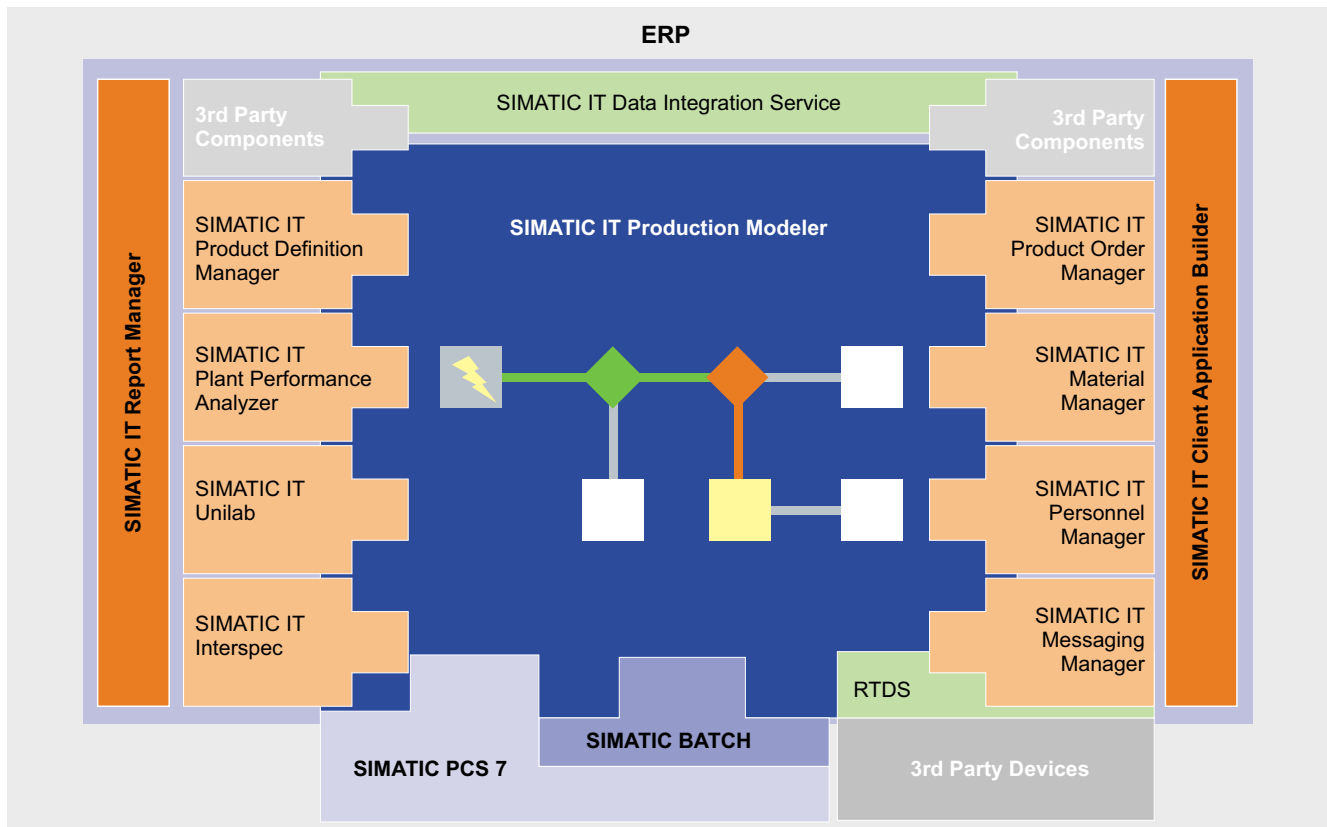 ERP
SIMATIC IT Data Integration Service
3rd Party
Components
3rd Party
Components
SIMATIC IT Report Manager
SIMATIC IT Client Application Builder
SIMATIC IT Production Modeler
SIMATIC IT
Product Definition
Manager
SIMATIC IT
Product Order
Manager
SIMATIC IT
Plant Performance
Analyzer
SIMATIC IT
Material
Manager
SIMATIC IT
Unilab
SIMATIC IT
Personnel
Manager
SIMATIC IT
Interspec
SIMATIC IT
Messaging
Manager
RTDS
SIMATIC BATCH
SIMATIC PCS 7
3rd Party Devices